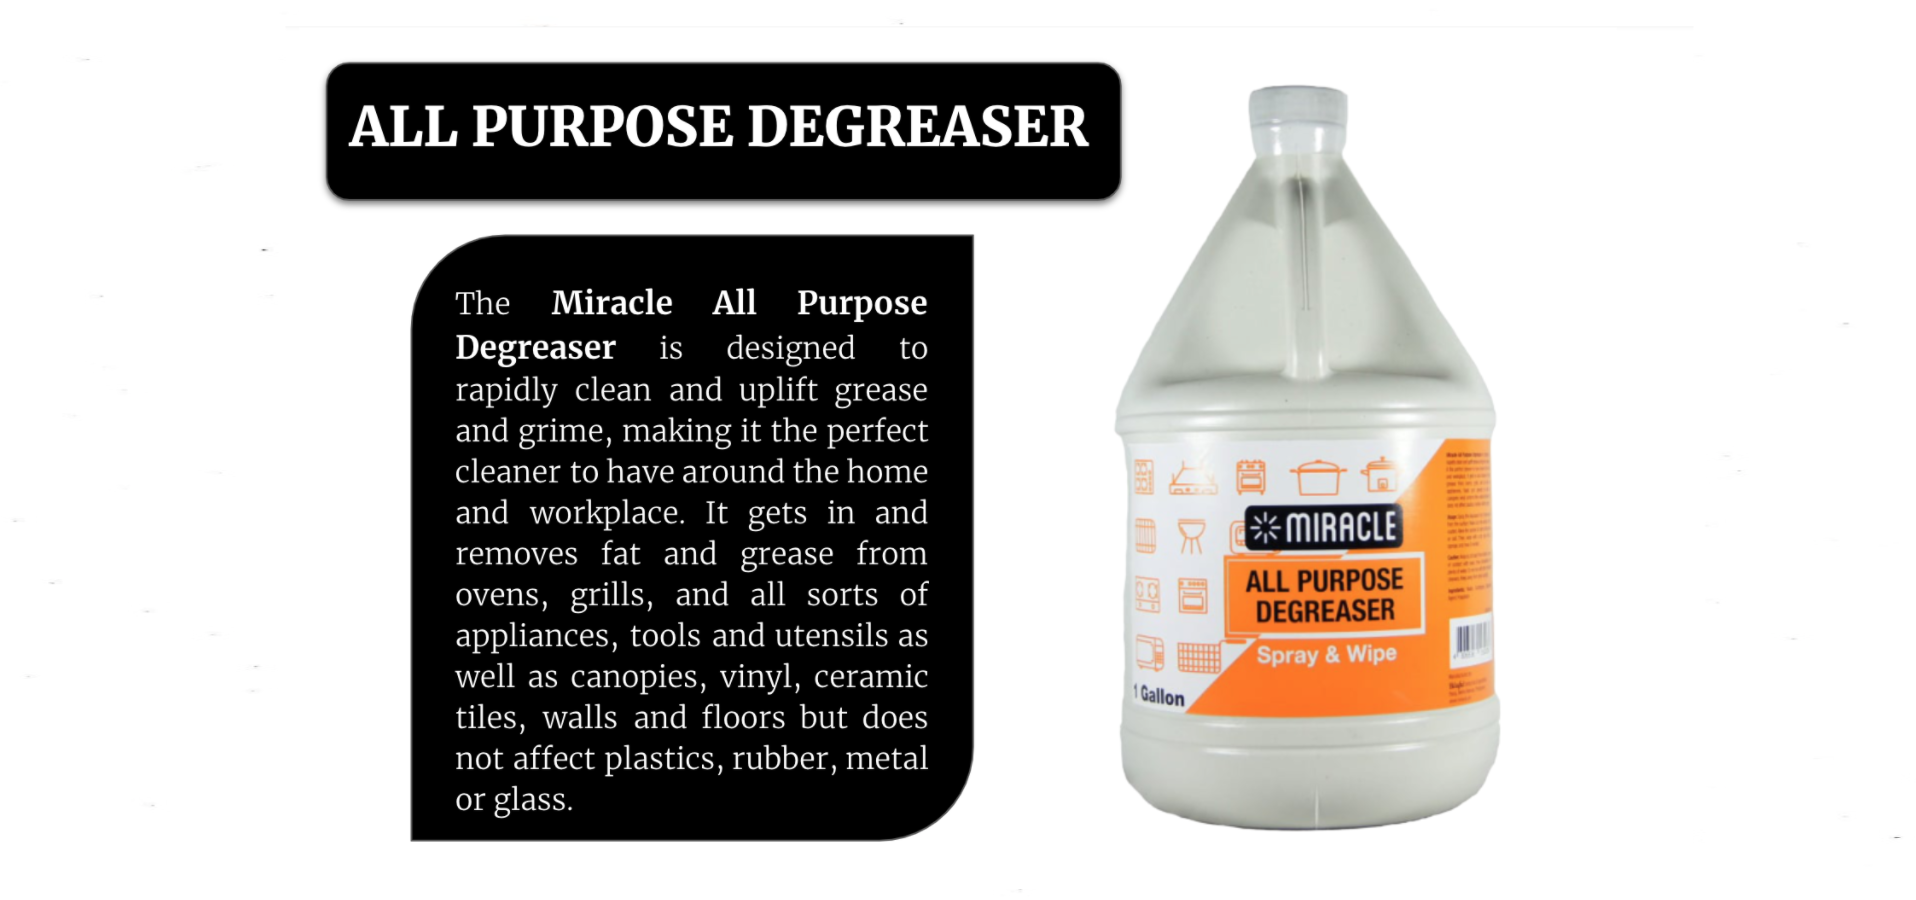 ALL PURPOSE DEGREASER
The Miracle All Purpose
Degreaser is designed to
rapidly clean and uplift grease
and grime, making it the perfect
cleaner to have around the home
and workplace. It gets in and
removes fat and grease from
ovens, grills, and all sorts of
appliances, tools and utensils as
well as canopies, vinyl, ceramic
tiles, walls and floors but does
not affect plastics, rubber, metal
or glass.
MIRACLE
ALL PURPOSE
DEGREASER
Spray & Wipe
1 Gallon